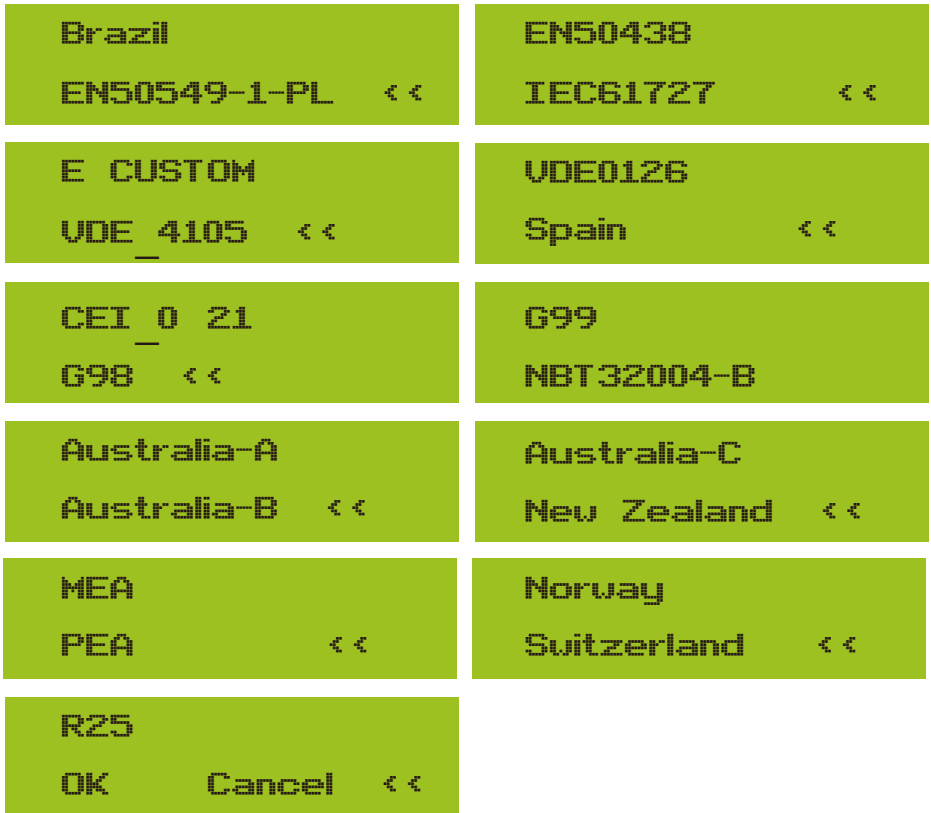 Brazil
EN50549-1-PL <<
EN50438
IEC61727 <<
E CUSTOM
VDE_4105 <<
VDE0126
Spain <<
CEI_0 21
G98 <<
G99
NBT32004-B
Australia-A
Australia-B <<
Australia-C
New Zealand <<
MEA
PEA <<
Norway
Switzerland <<
R25
OK Cancel <<